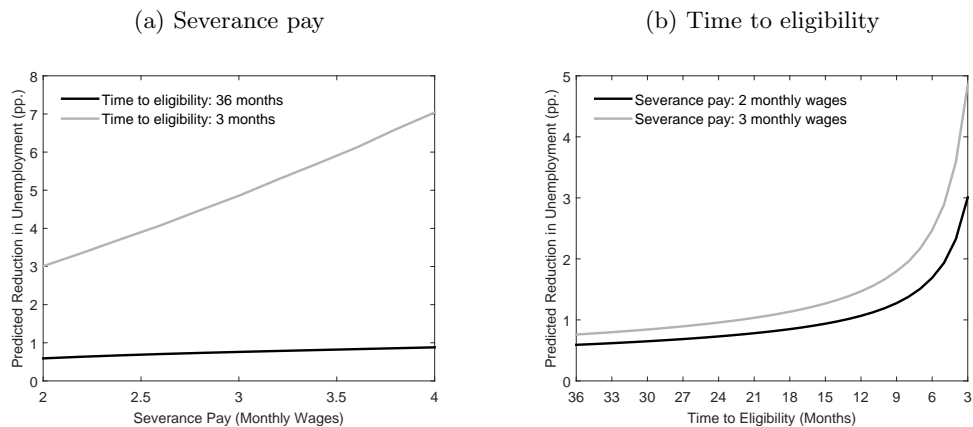 (a) Severance pay
Predicted Reduction in Unemployment (pp.)
8
7
6
5
4
3
2
1
0
Time to eligibility: 36 months
Time to eligibility: 3 months
2 2.5 3 3.5 4
Severance Pay (Monthly Wages)
(b) Time to eligibility
Predicted Reduction in Unemployment (pp.)
5
4
3
2
1
0
Severance pay: 2 monthly wages
Severance pay: 3 monthly wages
36 33 30 27 24 21 18 15 12 9 6 3
Time to Eligibility (Months)